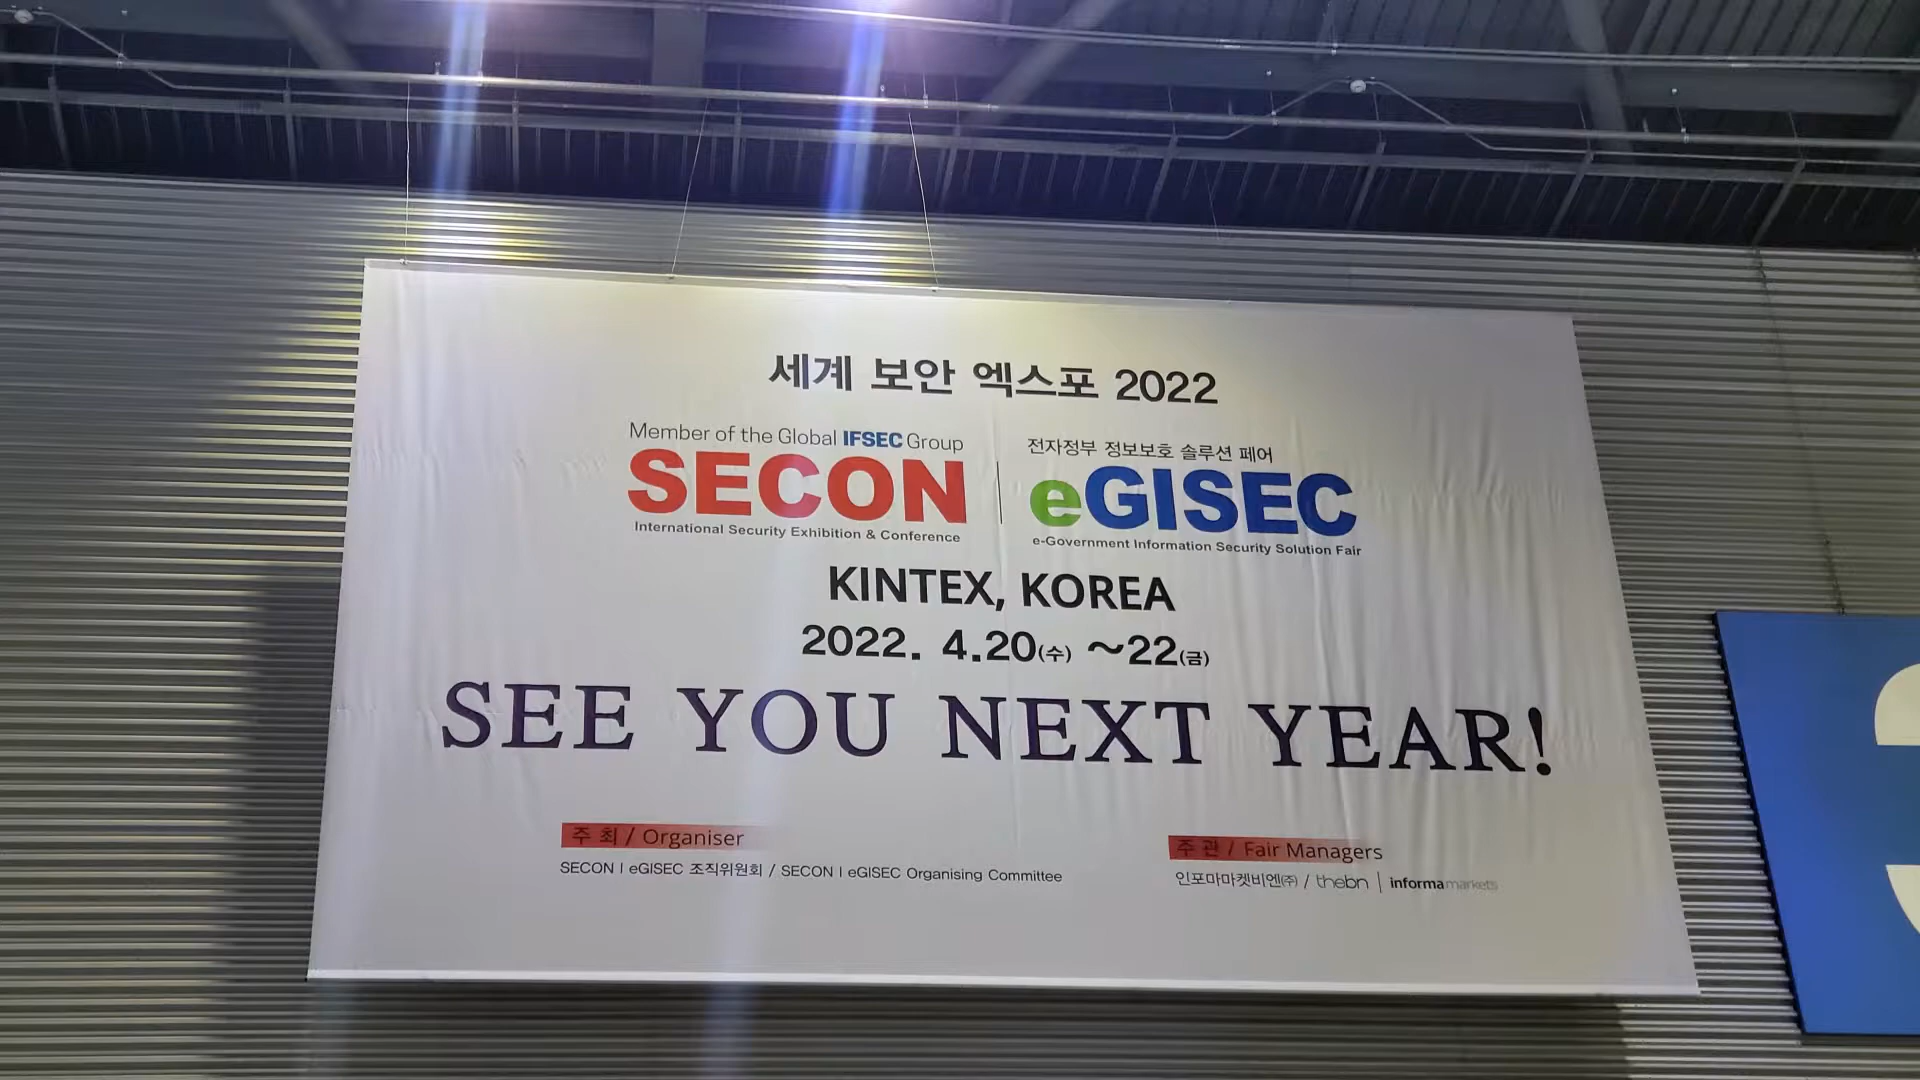 세계 보안 엑스포 2022
Member of the Global IFSEC Group
SECON
International Security Exhibition & Conference
전자정부 정보보호 솔루션 페어
eGISEC
e-Government Information Security Solution Fair
KINTEX, KOREA
2022. 4.20(수) ~22(금)
SEE YOU NEXT YEAR!
주 최 / Organiser
SECON | eGISEC 조직위원회 / SECON | eGISEC Organising Committee
주 관 / Fair Managers
인포마마켓비엔(주) / thebn | informa markets